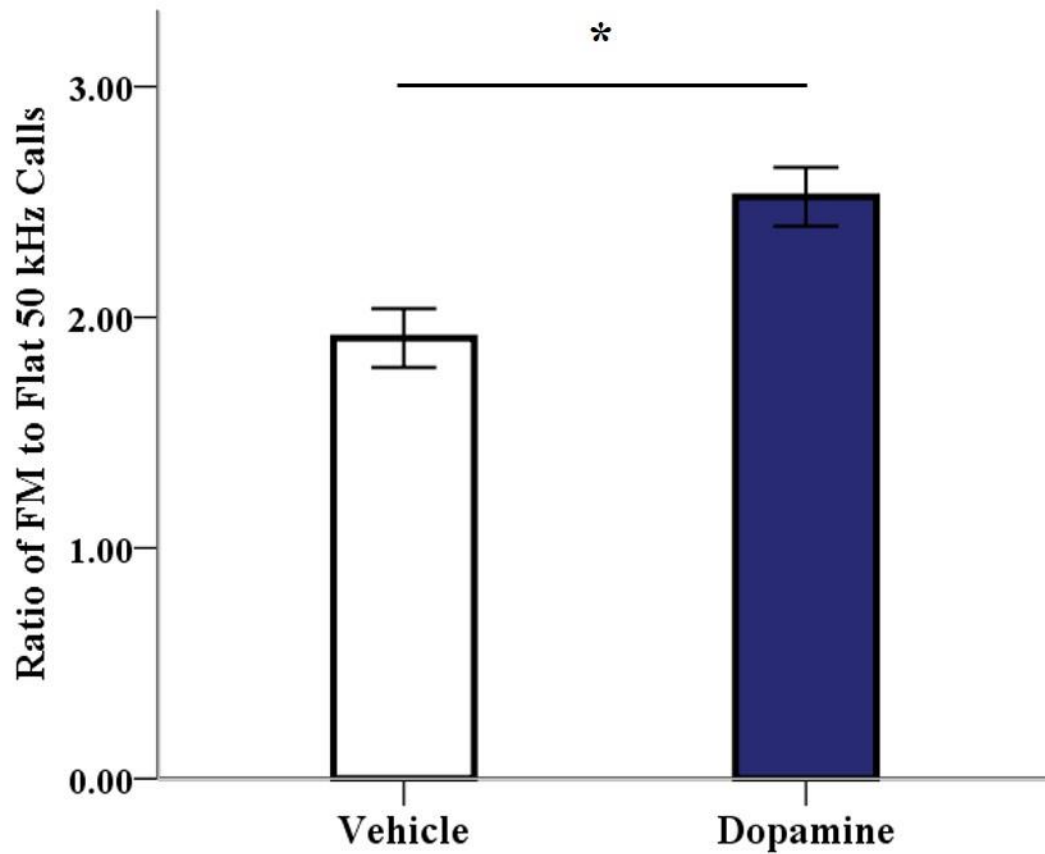 *
3.00
2.00
1.00
0.00
Ratio of FM to Flat 50 kHz Calls
Vehicle
Dopamine